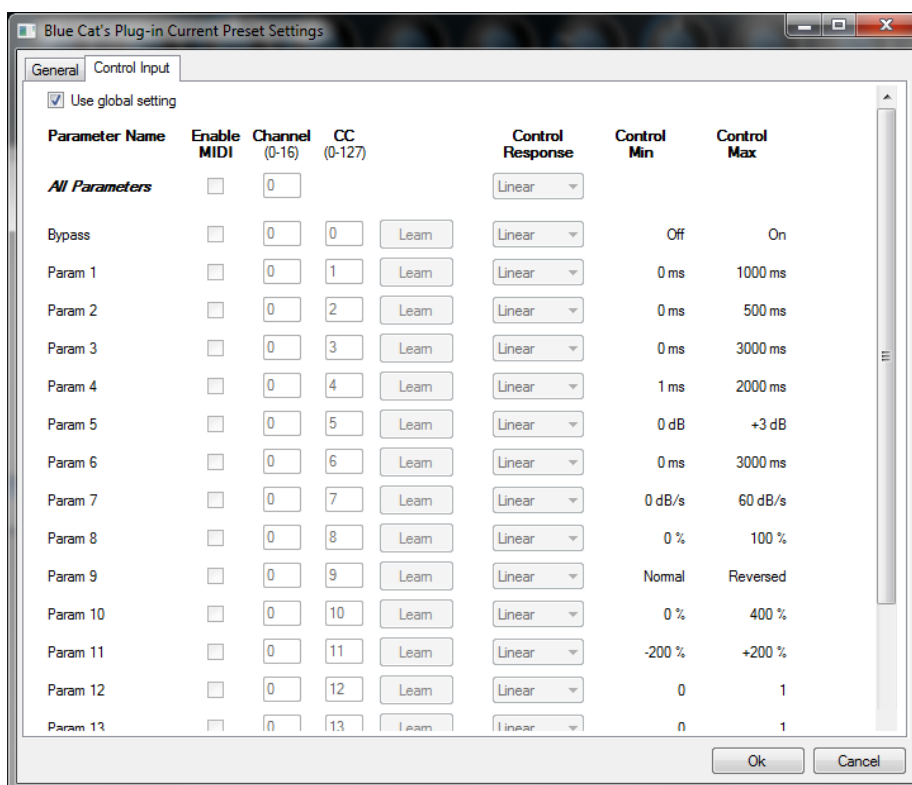 Blue Cat's Plug-in Current Preset Settings
General Control Input
Use global setting
Parameter Name Enable MIDI Channel (0-16) CC (0-127) Control Response Control Min Control Max
All Parameters 0 Linear
Bypass 0 0 Learn Linear Off On
Param 1 0 1 Learn Linear 0 ms 1000 ms
Param 2 0 2 Learn Linear 0 ms 500 ms
Param 3 0 3 Learn Linear 0 ms 3000 ms
Param 4 0 4 Learn Linear 1 ms 2000 ms
Param 5 0 5 Learn Linear 0 dB +3 dB
Param 6 0 6 Learn Linear 0 ms 3000 ms
Param 7 0 7 Learn Linear 0 dB/s 60 dB/s
Param 8 0 8 Learn Linear 0 % 100 %
Param 9 0 9 Learn Linear Normal Reversed
Param 10 0 10 Learn Linear 0 % 400 %
Param 11 0 11 Learn Linear -200 % +200 %
Param 12 0 12 Learn Linear 0 1
Param 13 0 13 Learn Linear 0 1
Ok Cancel